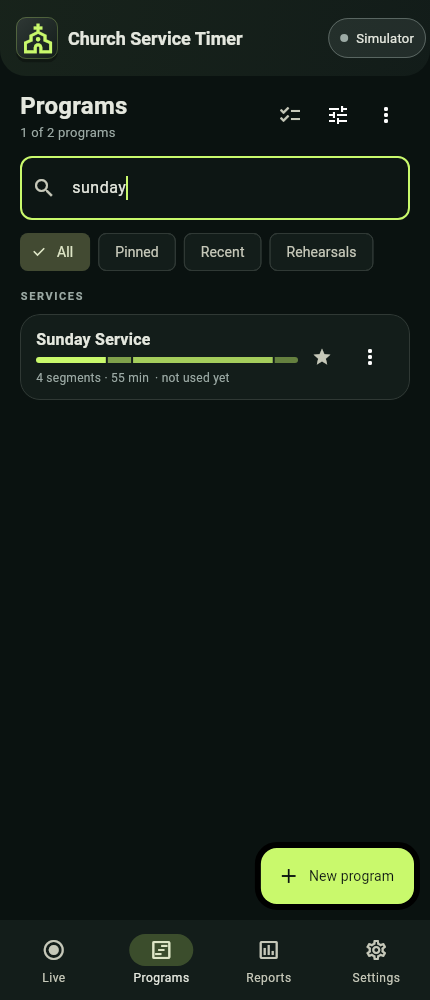 Church Service Timer
Simulator
Programs
1 of 2 programs
sunday
All
Pinned
Recent
Rehearsals
SERVICES
Sunday Service
4 segments · 55 min · not used yet
New program
Live
Programs
Reports
Settings